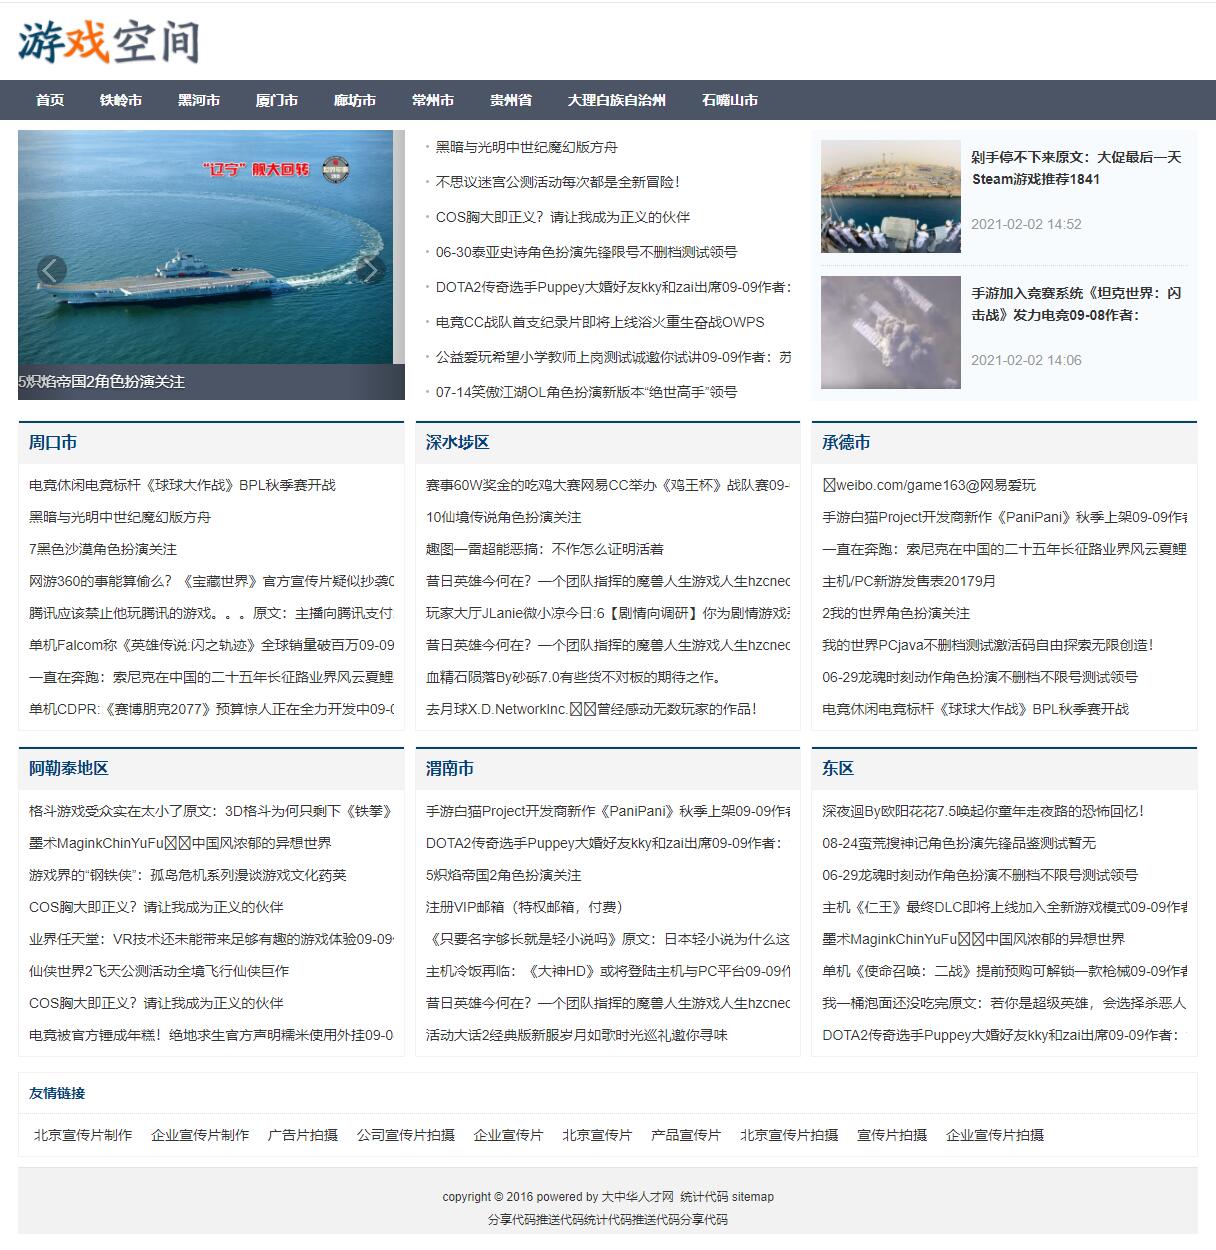 游戏空间
首页 铁岭市 黑河市 厦门市 廊坊市 常州市 贵州省 大理白族自治州 石嘴山市
“辽宁”舰大回转
5炽焰帝国2角色扮演关注
黑暗与光明中世纪魔幻版方舟
不思议迷宫公测活动每次都是全新冒险！
COS胸大即正义？请让我成为正义的伙伴
06-30泰亚史诗角色扮演先锋限号不删档测试领号
DOTA2传奇选手Puppey大婚好友kky和zai出席09-09作者：
电竞CC战队首支纪录片即将上线浴火重生奋战OWPS
公益爱玩希望小学教师上岗测试诚邀你试讲09-09作者：苏
07-14笑傲江湖OL角色扮演新版本“绝世高手”领号
剁手停不下来原文：大促最后一天
Steam游戏推荐1841
2021-02-02 14:52
手游加入竞赛系统《坦克世界：闪
击战》发力电竞09-08作者：
2021-02-02 14:06
周口市
电竞休闲电竞标杆《球球大作战》BPL秋季赛开战
黑暗与光明中世纪魔幻版方舟
7黑色沙漠角色扮演关注
网游360的事能算偷么？《宝藏世界》官方宣传片疑似抄袭0
腾讯应该禁止他玩腾讯的游戏。。。原文：主播向腾讯支付
单机Falcom称《英雄传说:闪之轨迹》全球销量破百万09-09
一直在奔跑：索尼克在中国的二十五年长征路业界风云夏鲤
单机CDPR:《赛博朋克2077》预算惊人正在全力开发中09-0
深水埗区
赛事60W奖金的吃鸡大赛网易CC举办《鸡王杯》战队赛09-
10仙境传说角色扮演关注
趣图一雷超能恶搞：不作怎么证明活着
昔日英雄今何在？一个团队指挥的魔兽人生游戏人生hzcnec
玩家大厅JLanie微小凉今日:6【剧情向调研】你为剧情游戏
昔日英雄今何在？一个团队指挥的魔兽人生游戏人生hzcnec
血精石陨落By砂砾7.0有些货不对板的期待之作。
去月球X.D.NetworkInc.曾经感动无数玩家的作品！
承德市
weibo.com/game163@网易爱玩
手游白猫Project开发商新作《PaniPani》秋季上架09-09作者
一直在奔跑：索尼克在中国的二十五年长征路业界风云夏鲤
主机/PC新游发售表20179月
2我的世界角色扮演关注
我的世界PCjava不删档测试激活码自由探索无限创造！
06-29龙魂时刻动作角色扮演不删档不限号测试领号
电竞休闲电竞标杆《球球大作战》BPL秋季赛开战
阿勒泰地区
格斗游戏受众实在太小了原文：3D格斗为何只剩下《铁拳》
墨术MaginkChinYuFu中国风浓郁的异想世界
游戏界的“钢铁侠”：孤岛危机系列漫谈游戏文化药英
COS胸大即正义？请让我成为正义的伙伴
业界任天堂：VR技术还未能带来足够有趣的游戏体验09-09
仙侠世界2飞天公测活动全境飞行仙侠巨作
COS胸大即正义？请让我成为正义的伙伴
电竞被官方锤成年糕！绝地求生官方声明糯米使用外挂09-0
渭南市
手游白猫Project开发商新作《PaniPani》秋季上架09-09作者
DOTA2传奇选手Puppey大婚好友kky和zai出席09-09作者：
5炽焰帝国2角色扮演关注
注册VIP邮箱（特权邮箱，付费）
《只要名字够长就是轻小说吗》原文：日本轻小说为什么这
主机冷饭再临：《大神HD》或将登陆主机与PC平台09-09作
昔日英雄今何在？一个团队指挥的魔兽人生游戏人生hzcnec
活动大话2经典版新服岁月如歌时光巡礼邀你寻味
东区
深夜迴By欧阳花花7.5唤起你童年走夜路的恐怖回忆！
08-24蛮荒搜神记角色扮演先锋品鉴测试暂无
06-29龙魂时刻动作角色扮演不删档不限号测试领号
主机《仁王》最终DLC即将上线加入全新游戏模式09-09作者
墨术MaginkChinYuFu中国风浓郁的异想世界
单机《使命召唤：二战》提前预购可解锁一款枪械09-09作者
我一桶泡面还没吃完原文：若你是超级英雄，会选择杀恶人
DOTA2传奇选手Puppey大婚好友kky和zai出席09-09作者：
友情链接
北京宣传片制作 企业宣传片制作 广告片拍摄 公司宣传片拍摄 企业宣传片 北京宣传片 产品宣传片 北京宣传片拍摄 宣传片拍摄 企业宣传片拍摄
copyright © 2016 powered by 大中华人才网 统计代码 sitemap
分享代码推送代码统计代码推送代码分享代码